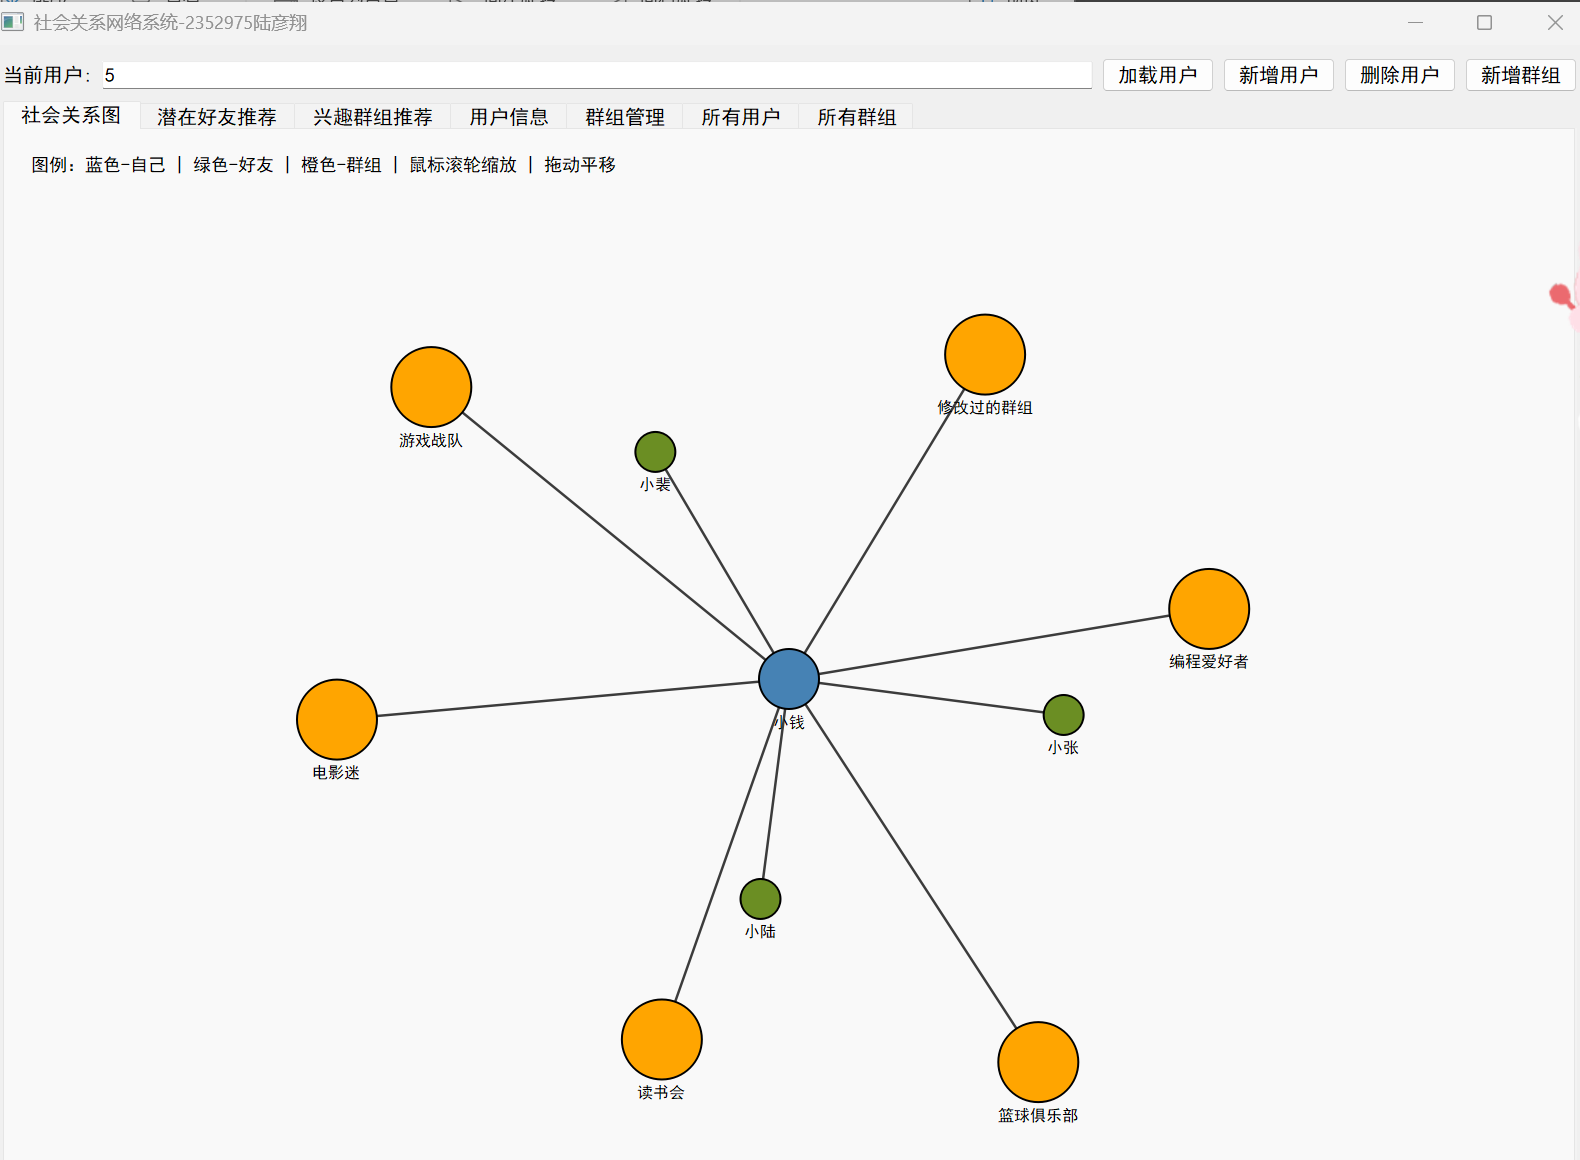 社会关系网络系统-2352975陆彦翔
当前用户： 5 加载用户 新增用户 删除用户 新增群组
社会关系图 潜在好友推荐 兴趣群组推荐 用户信息 群组管理 所有用户 所有群组
图例：蓝色-自己 | 绿色-好友 | 橙色-群组 | 鼠标滚轮缩放 | 拖动平移
修改过的群组
游戏战队
小裴
编程爱好者
小钱
小张
电影迷
小陆
读书会
篮球俱乐部